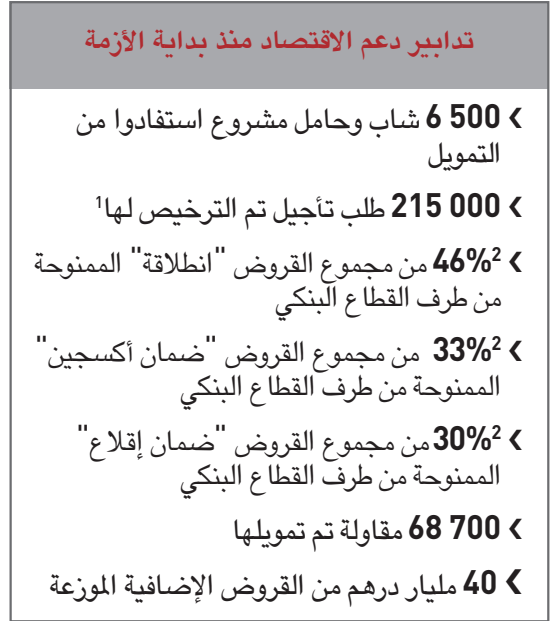 تدابير دعم الاقتصاد منذ بداية الأزمة
‹ 6 500 شاب وحامل مشروع استفادوا من
التمويل
‹ 215 000 طلب تأجيل تم الترخيص لها¹
‹ 46%² من مجموع القروض "انطلاقة" الممنوحة
من طرف القطاع البنكي
‹ 33%² من مجموع القروض "ضمان أكسجين"
الممنوحة من طرف القطاع البنكي
‹ 30%² من مجموع القروض "ضمان إقلاع"
الممنوحة من طرف القطاع البنكي
‹ 68 700 مقاولة تم تمويلها
‹ 40 مليار درهم من القروض الإضافية الموزعة